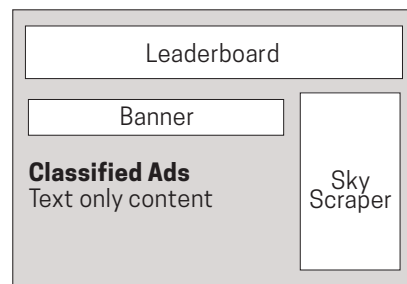 Leaderboard
Banner
Classified Ads
Text only content
Sky
Scraper